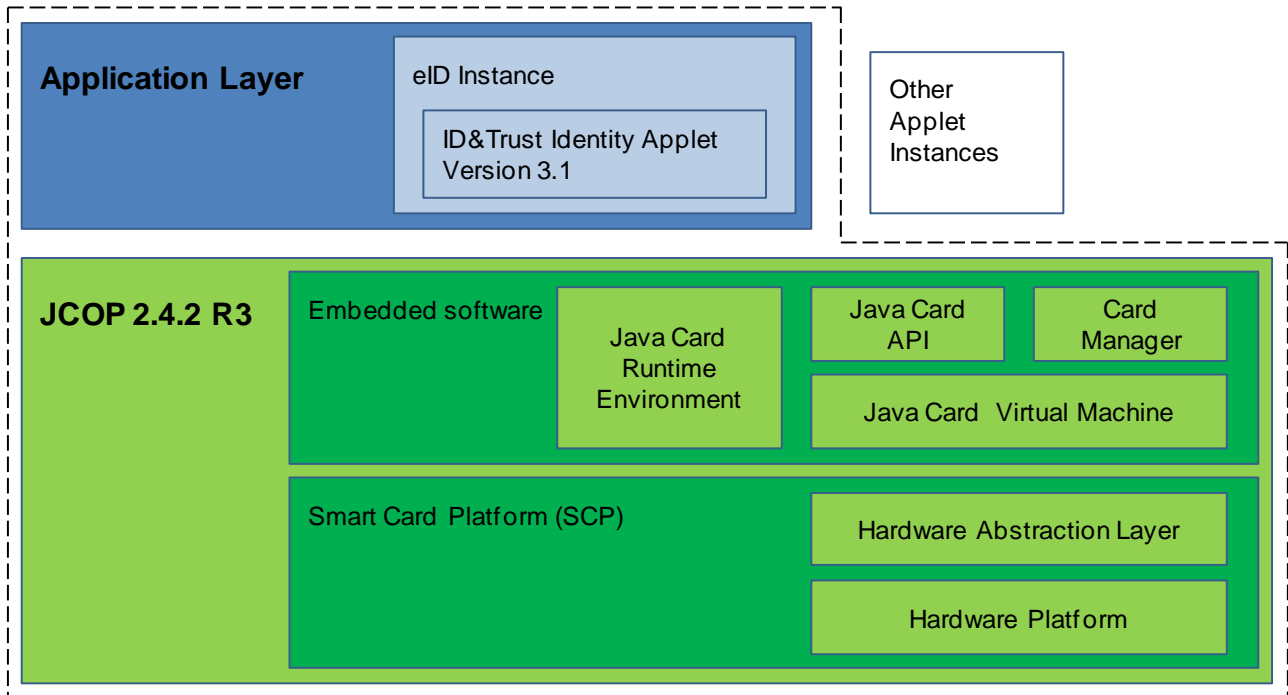 Application Layer
eID Instance
ID&Trust Identity Applet
Version 3.1
Other
Applet
Instances
JCOP 2.4.2 R3
Embedded software
Java Card
Runtime
Environment
Java Card
API
Card
Manager
Java Card Virtual Machine
Smart Card Platform (SCP)
Hardware Abstraction Layer
Hardware Platform